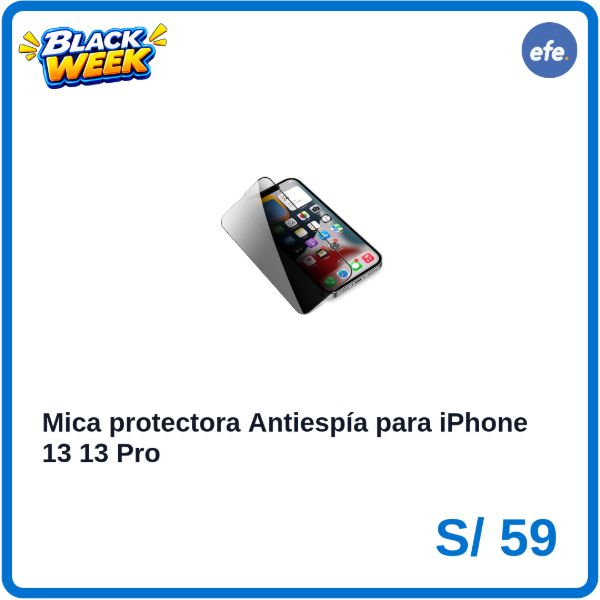 BLACK
WEEK
efe.
Mica protectora Antiespía para iPhone
13 13 Pro
S/ 59